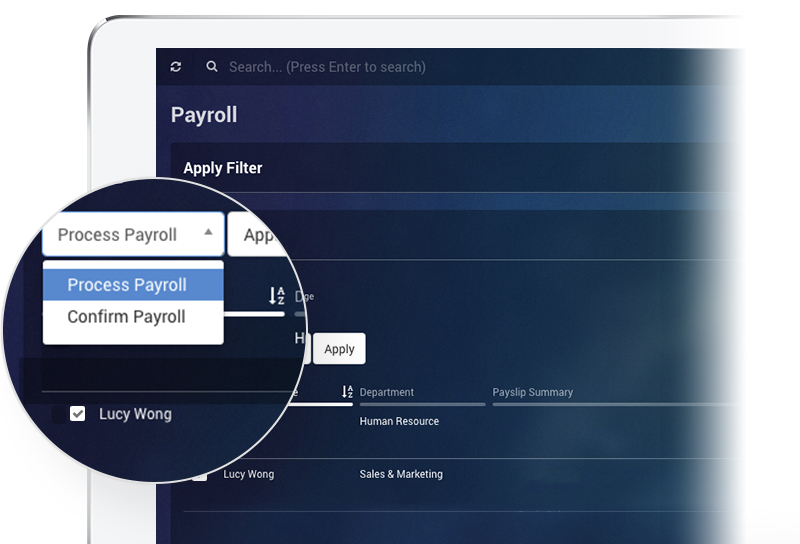 Search... (Press Enter to search)
Payroll
Apply Filter
Process Payroll
Process Payroll
Confirm Payroll
Apply
Department
Payslip Summary
Human Resource
Lucy Wong
Lucy Wong
Sales & Marketing